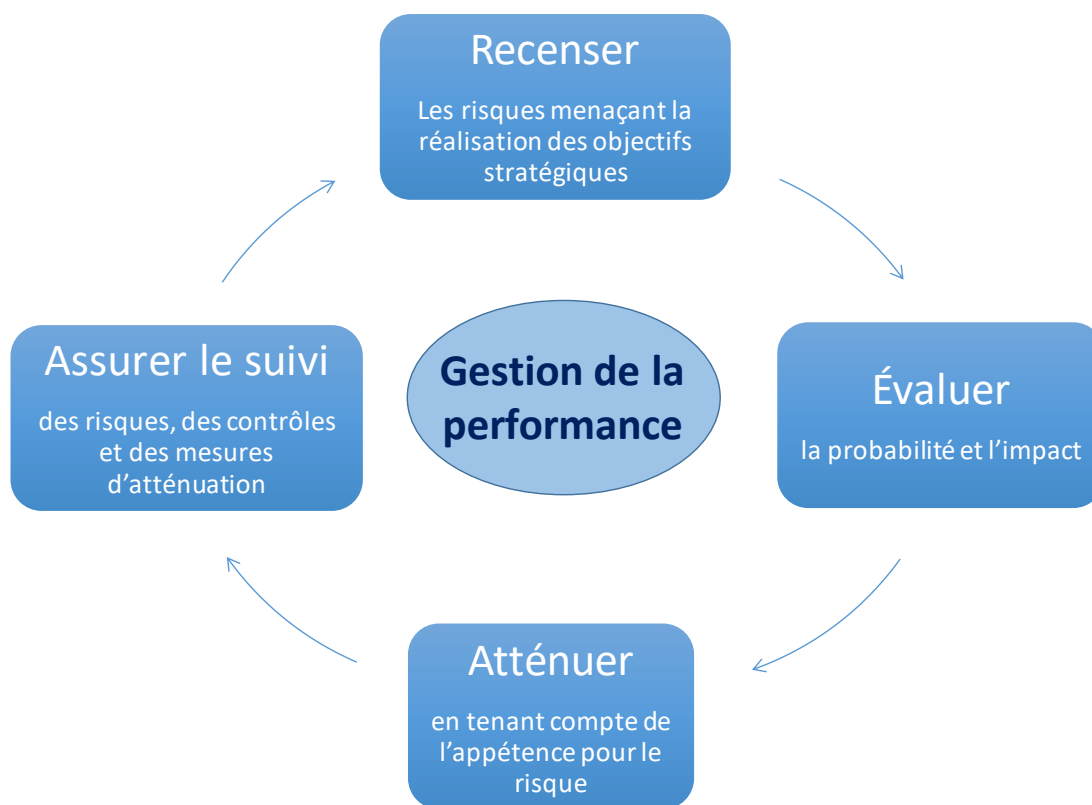 Recenser
Les risques menaçant la
réalisation des objectifs
stratégiques
Assurer le suivi
des risques, des contrôles
et des mesures
d’atténuation
Gestion de la
performance
Évaluer
la probabilité et l’impact
Atténuer
en tenant compte de
l’appétence pour le
risque